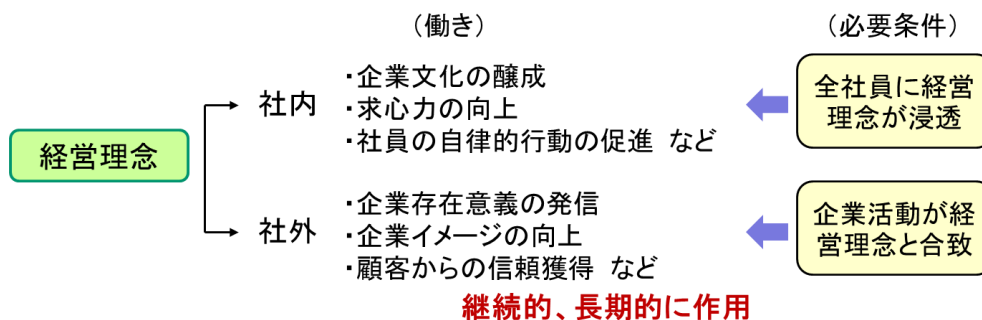 （働き）
（必要条件）
経営理念
社内
・企業文化の醸成
・求心力の向上
・社員の自律的行動の促進 など
全社員に経営
理念が浸透
社外
・企業存在意義の発信
・企業イメージの向上
・顧客からの信頼獲得 など
企業活動が経
営理念と合致
継続的、長期的に作用